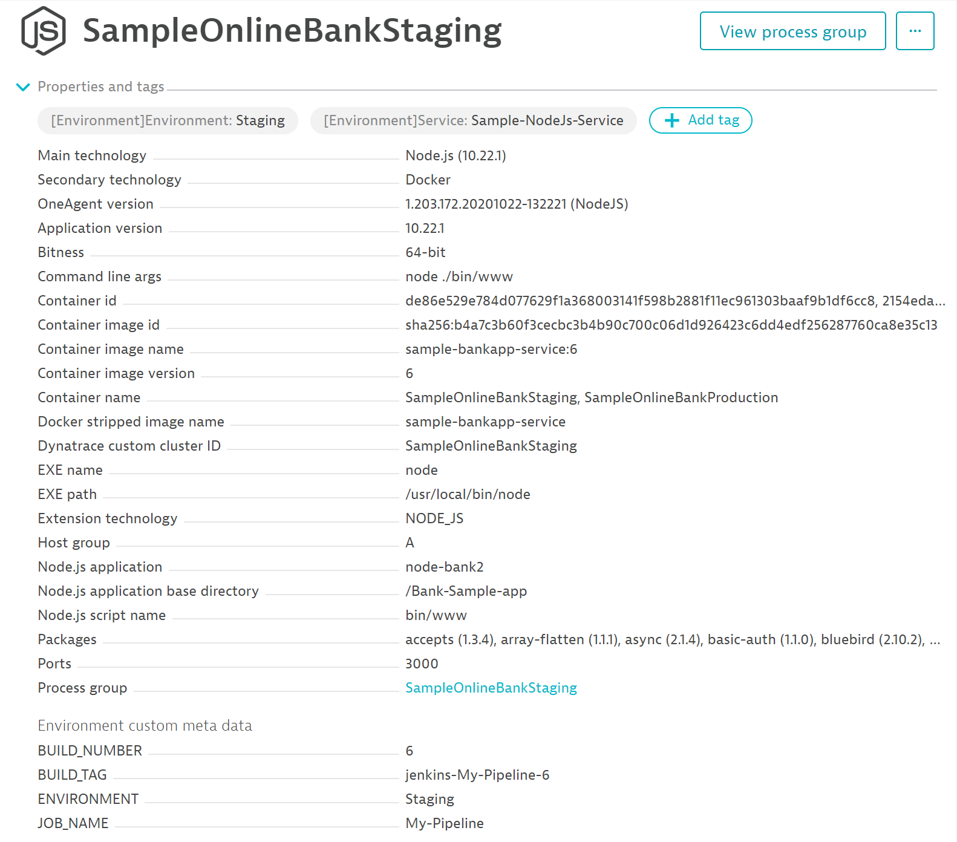 JS SampleOnlineBankStaging View process group ...
Properties and tags
[Environment]Environment: Staging [Environment]Service: Sample-NodeJs-Service + Add tag
Main technology Node.js (10.22.1)
Secondary technology Docker
OneAgent version 1.203.172.20201022-132221 (NodeJS)
Application version 10.22.1
Bitness 64-bit
Command line args node ./bin/www
Container id de86e529e784d077629f1a368003141f598b2881f11ec961303baaf9b1df6cc8, 2154eda...
Container image id sha256:b4a7c3b60f3cecbc3b4b90c700c06d1d926423c6dd4edf256287760ca8e35c13
Container image name sample-bankapp-service:6
Container image version 6
Container name SampleOnlineBankStaging, SampleOnlineBankProduction
Docker stripped image name sample-bankapp-service
Dynatrace custom cluster ID SampleOnlineBankStaging
EXE name node
EXE path /usr/local/bin/node
Extension technology NODE_JS
Host group A
Node.js application node-bank2
Node.js application base directory /Bank-Sample-app
Node.js script name bin/www
Packages accepts (1.3.4), array-flatten (1.1.1), async (2.1.4), basic-auth (1.1.0), bluebird (2.10.2), ...
Ports 3000
Process group SampleOnlineBankStaging
Environment custom meta data
BUILD_NUMBER 6
BUILD_TAG jenkins-My-Pipeline-6
ENVIRONMENT Staging
JOB_NAME My-Pipeline